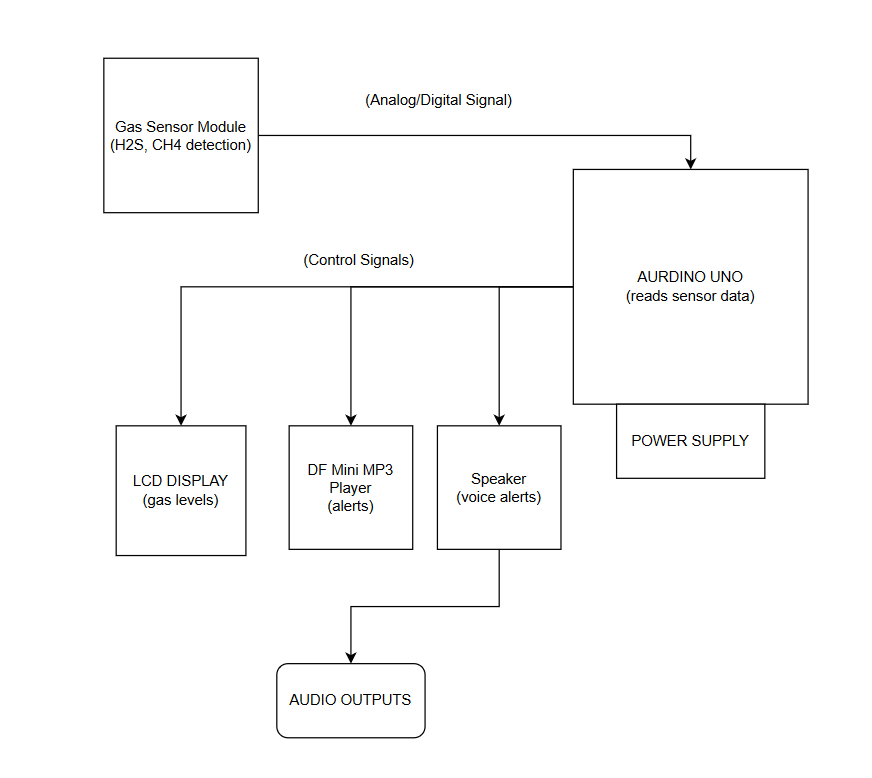 (Analog/Digital Signal)
Gas Sensor Module
(H2S, CH4 detection)
(Control Signals)
AURDINO UNO
(reads sensor data)
POWER SUPPLY
LCD DISPLAY
(gas levels)
DF Mini MP3
Player
(alerts)
Speaker
(voice alerts)
AUDIO OUTPUTS